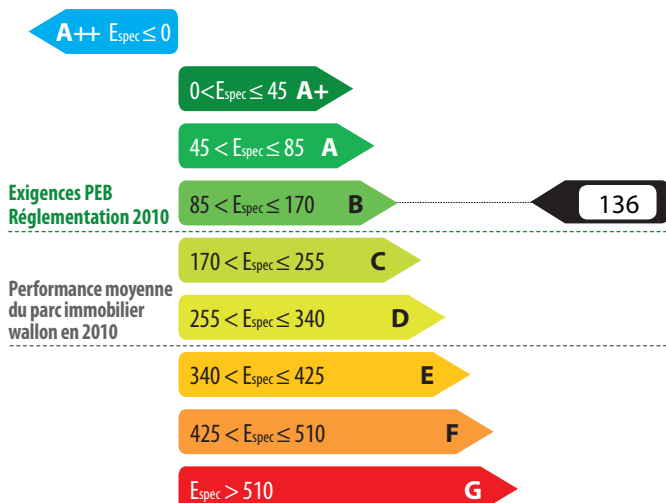 A++ Espec ≤ 0
0<Espec ≤ 45 A+
45 < Espec ≤ 85 A
Exigences PEB
Réglementation 2010
85 < Espec ≤ 170 B
136
170 < Espec ≤ 255 C
Performance moyenne
du parc immobilier
wallon en 2010
255 < Espec ≤ 340 D
340 < Espec ≤ 425 E
425 < Espec ≤ 510 F
Espec > 510 G